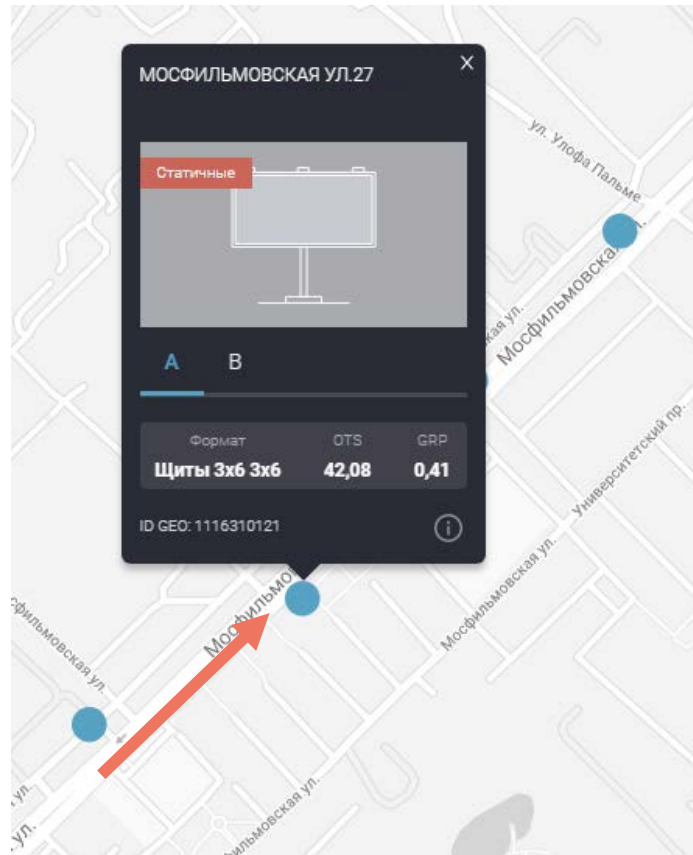 МОСФИЛЬМОВСКАЯ УЛ.27
X
Статичные
A B
Формат OTS GRP
Щиты 3x6 3x6 42,08 0,41
ID GEO: 1116310121
ул. Улофа Пальме
Мосфильмовская ул.
Университетский пр.
Мосфильмовская ул.
Мосфильмовская ул.